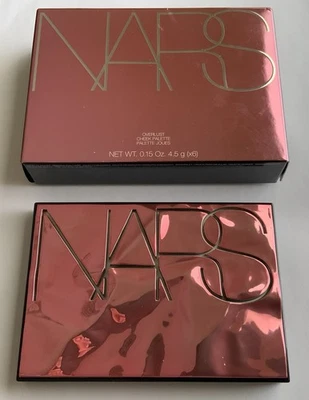 NARS
OVERLUST
CHEEK PALETTE
PALETTE JOUES
NET WT. 0.15 Oz. 4.5 g (x6)
NARS